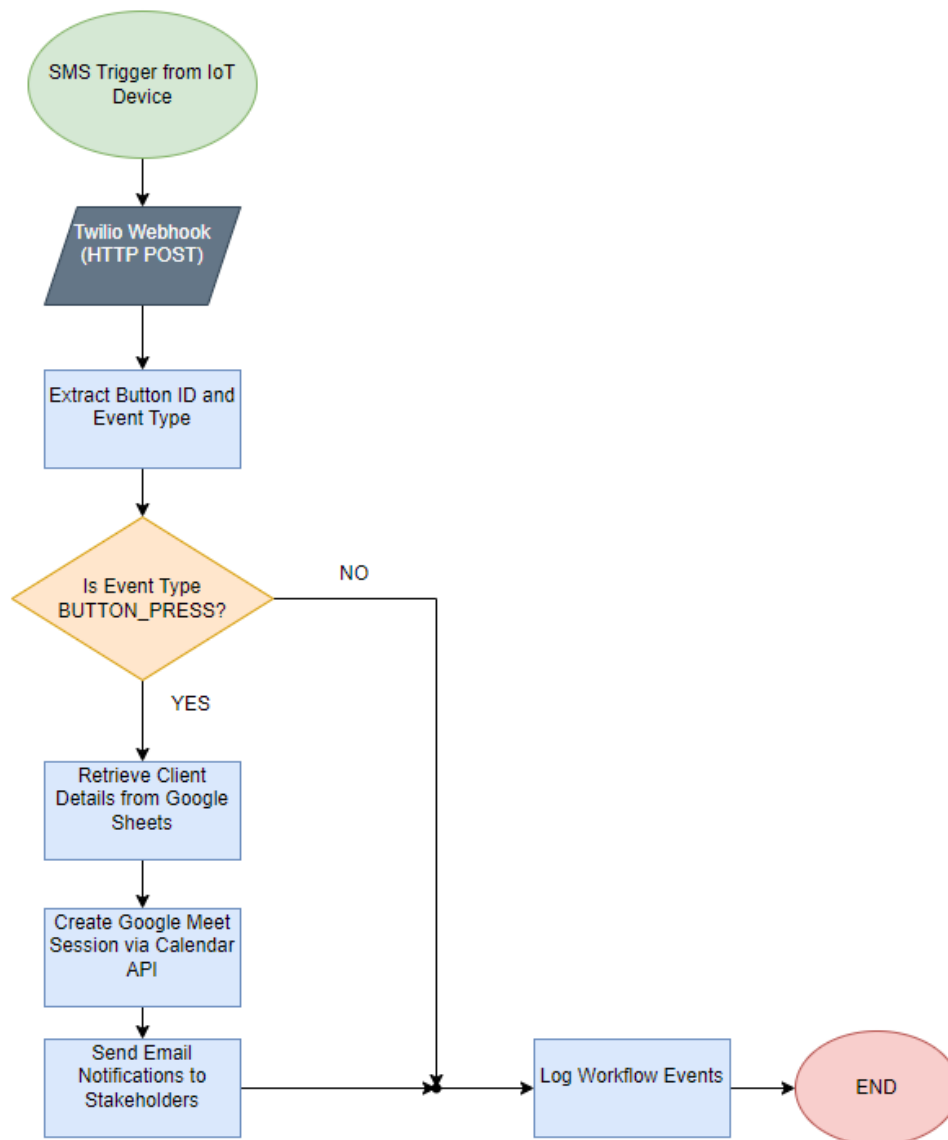 SMS Trigger from IoT
Device
Twilio Webhook
(HTTP POST)
Extract Button ID and
Event Type
Is Event Type
BUTTON_PRESS?
NO
YES
Retrieve Client
Details from Google
Sheets
Create Google Meet
Session via Calendar
API
Send Email
Notifications to
Stakeholders
Log Workflow Events
END